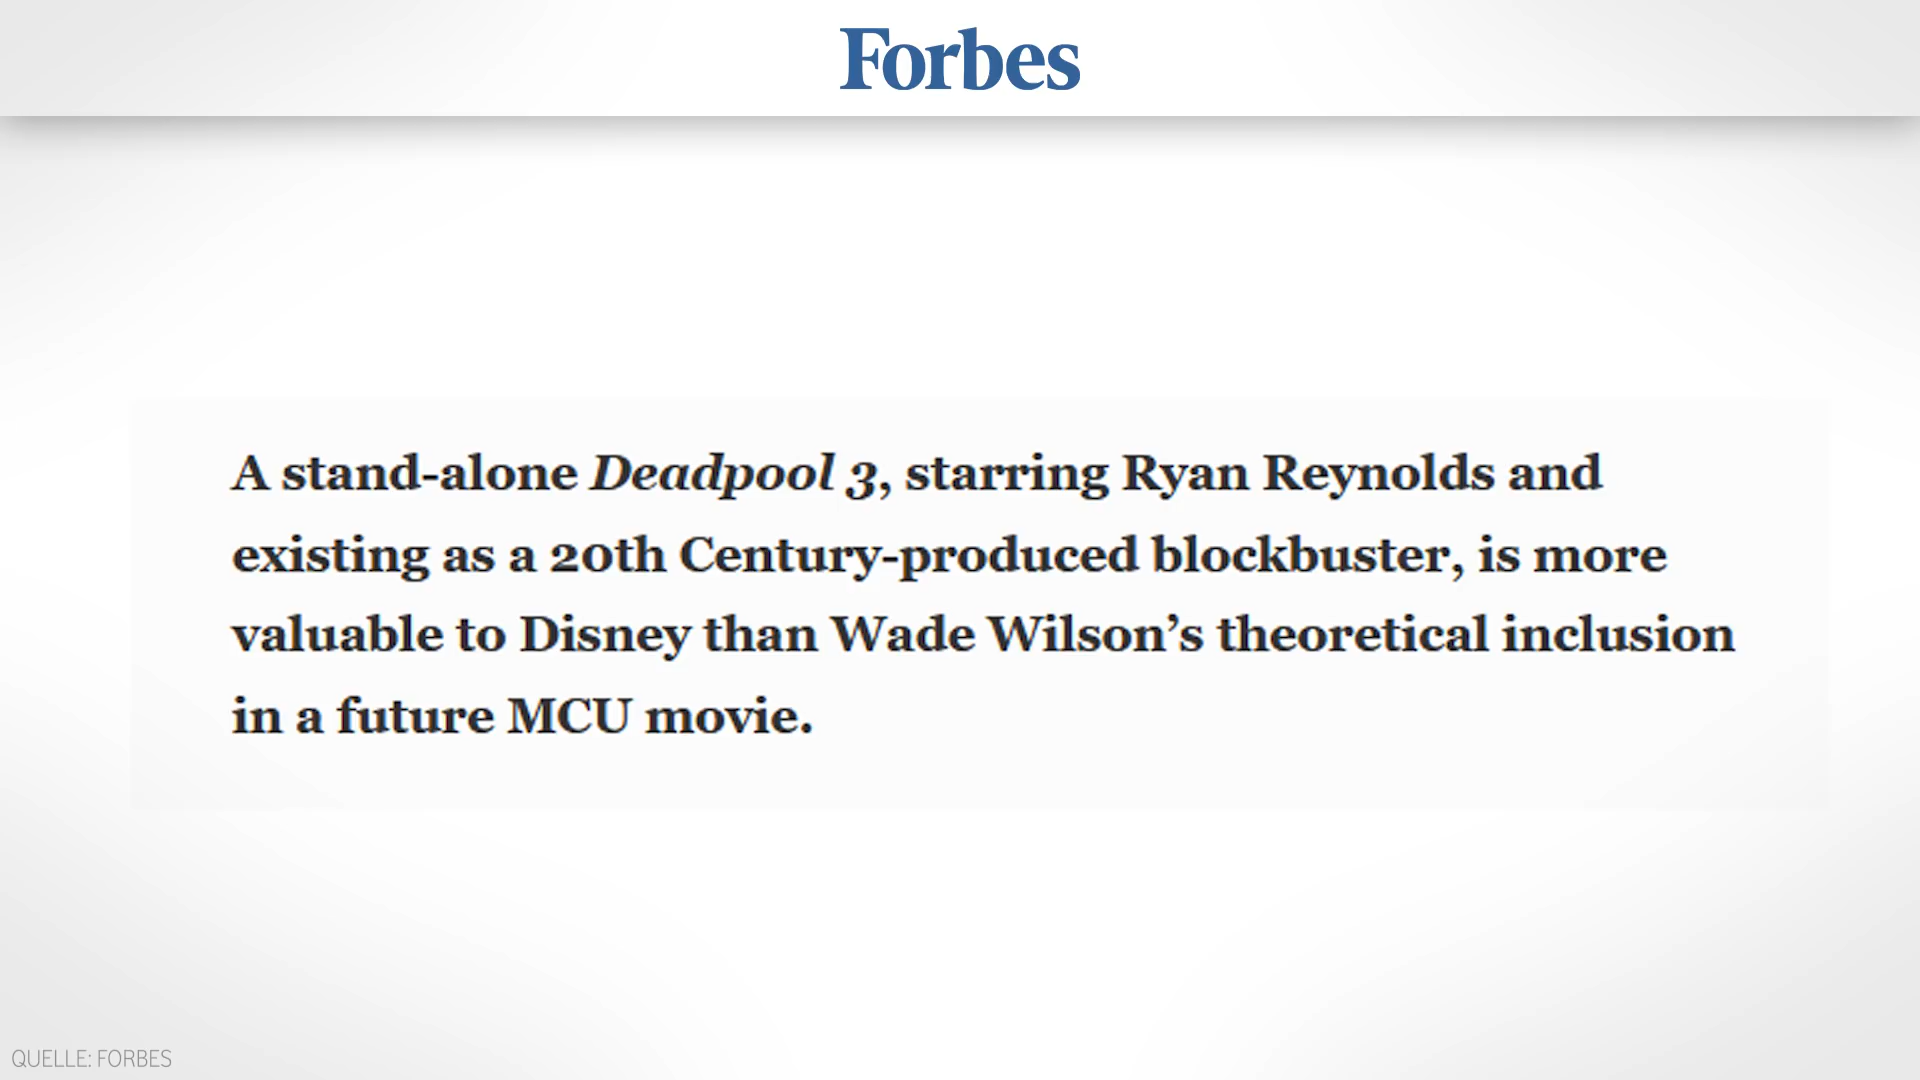 Forbes
A stand-alone Deadpool 3, starring Ryan Reynolds and
existing as a 20th Century-produced blockbuster, is more
valuable to Disney than Wade Wilson’s theoretical inclusion
in a future MCU movie.
QUELLE: FORBES